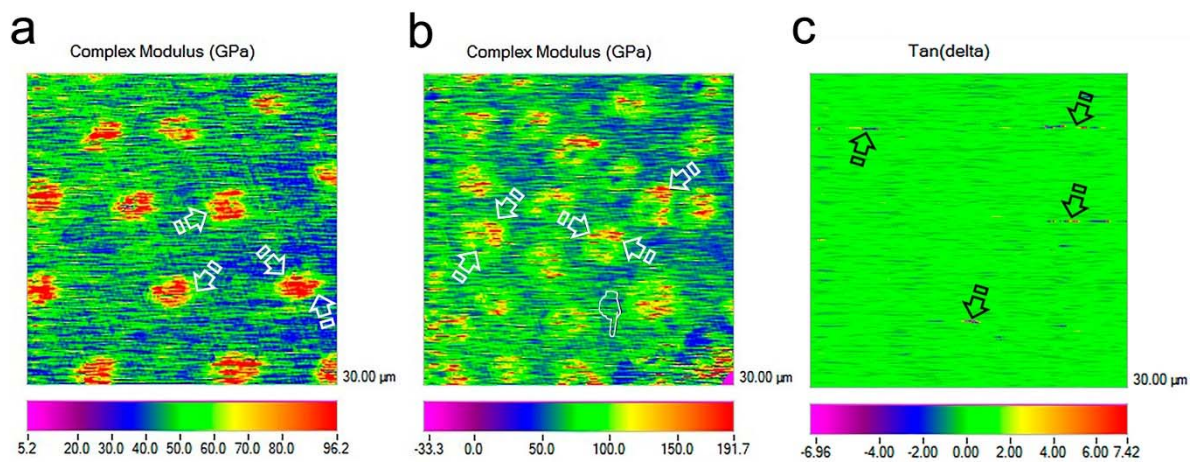 a
Complex Modulus (GPa)
30.00 µm
5.2 20.0 30.0 40.0 50.0 60.0 70.0 80.0 96.2
b
Complex Modulus (GPa)
30.00 µm
-33.3 0.0 50.0 100.0 150.0 191.7
c
Tan(delta)
30.00 µm
-6.96 -4.00 -2.00 0.00 2.00 4.00 6.00 7.42